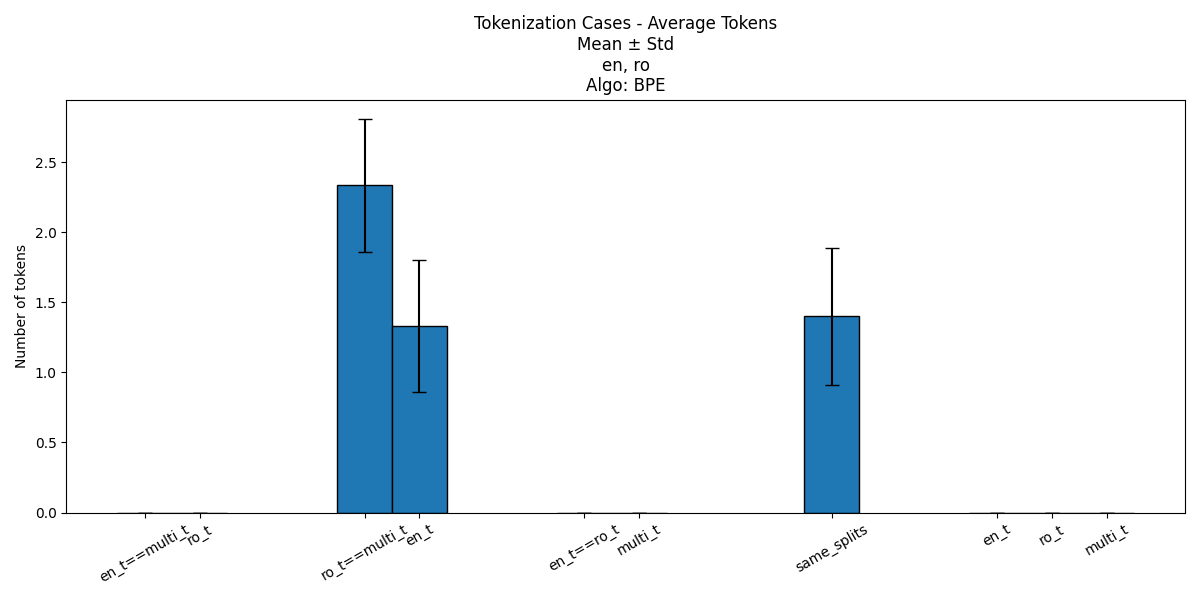 Tokenization Cases - Average Tokens
Mean ± Std
en, ro
Algo: BPE
Number of tokens
2.5
2.0
1.5
1.0
0.5
0.0
en_t==multi_t
ro_t
ro_t==multi_t
en_t
en_t==ro_t
multi_t
same_splits
en_t
ro_t
multi_t